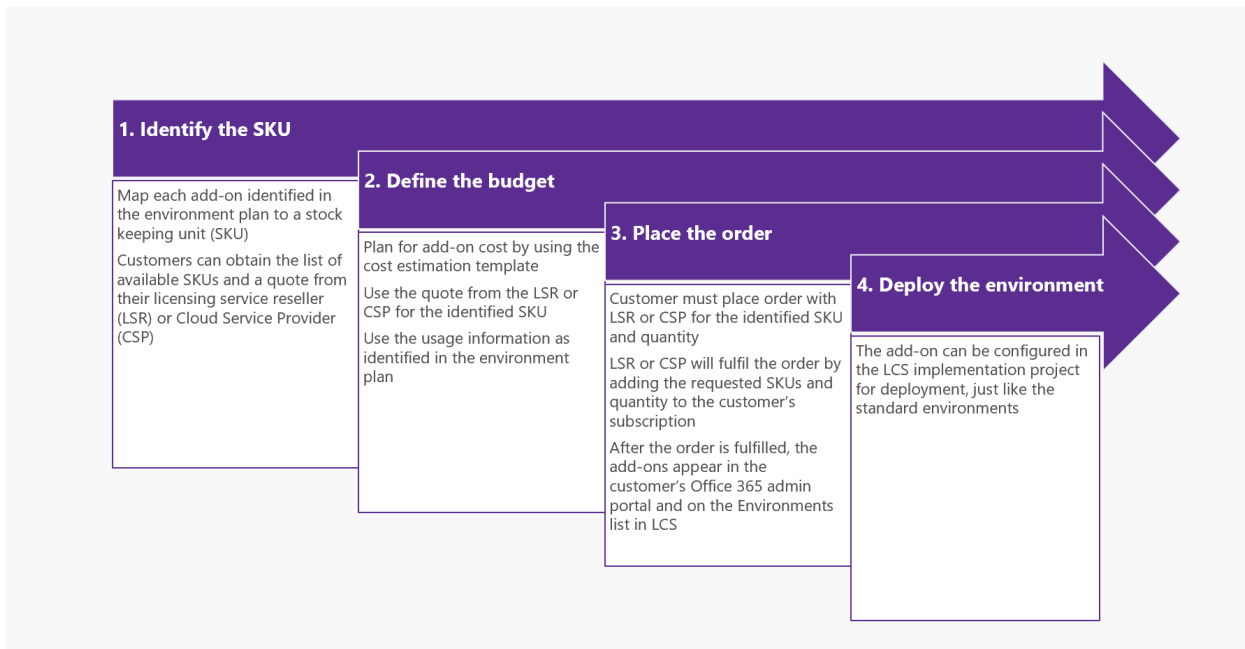 1. Identify the SKU
Map each add-on identified in
the environment plan to a stock
keeping unit (SKU)
Customers can obtain the list of
available SKUs and a quote from
their licensing service reseller
(LSR) or Cloud Service Provider
(CSP)
2. Define the budget
Plan for add-on cost by using the
cost estimation template
Use the quote from the LSR or
CSP for the identified SKU
Use the usage information as
identified in the environment
plan
3. Place the order
Customer must place order with
LSR or CSP for the identified SKU
and quantity
LSR or CSP will fulfil the order by
adding the requested SKUs and
quantity to the customer’s
subscription
After the order is fulfilled, the
add-ons appear in the
customer’s Office 365 admin
portal and on the Environments
list in LCS
4. Deploy the environment
The add-on can be configured in
the LCS implementation project
for deployment, just like the
standard environments